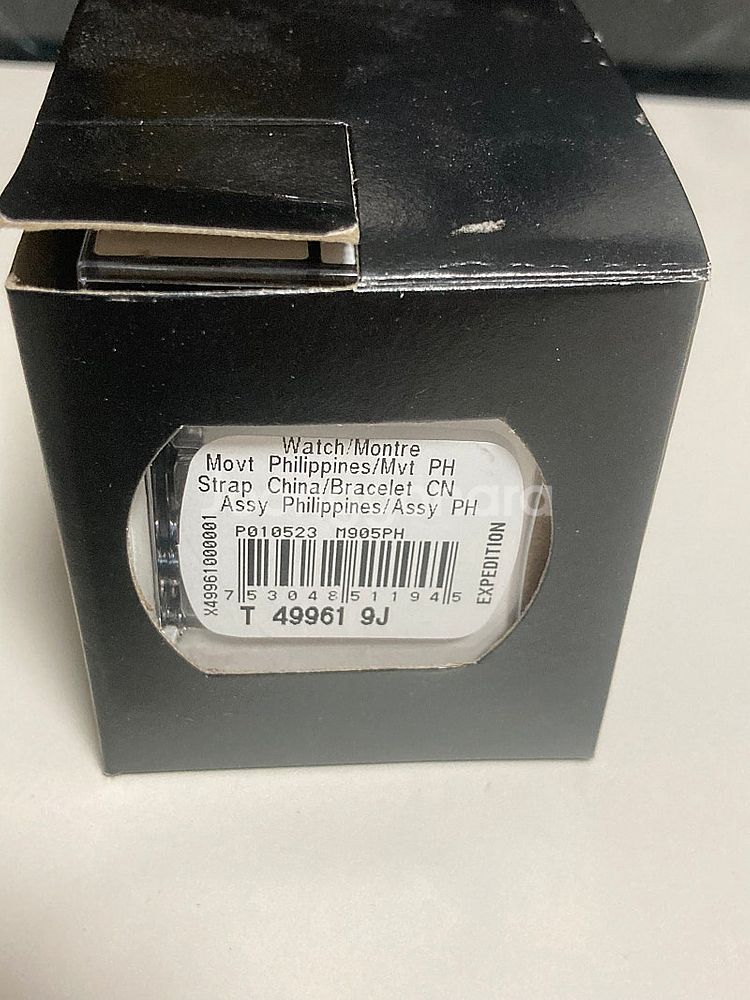 Watch/Montre
Movt Philippines/Mvt PH
Strap China/Bracelet CN
Assy Philippines/Assy PH
P010523 M905PH
X49961000001
7 53048 51194 5
EXPEDITION
T 49961 9J